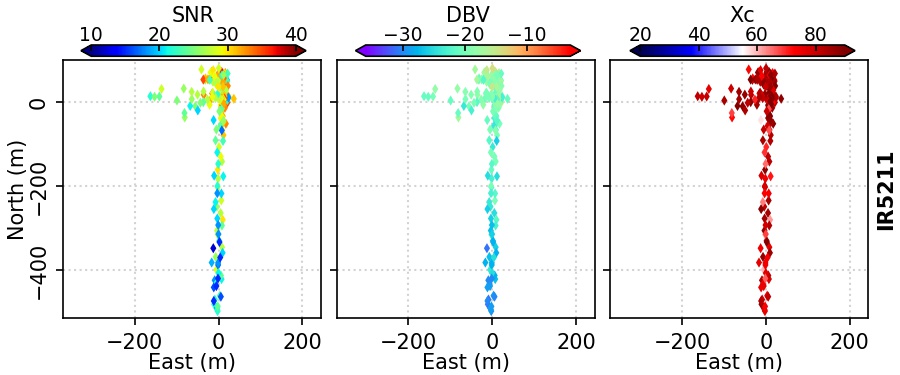 SNR DBV Xc
10 20 30 40 −30 −20 −10 20 40 60 80
0
−200
−400
North (m)
IR5211
−200 0 200 −200 0 200 −200 0 200
East (m) East (m) East (m)